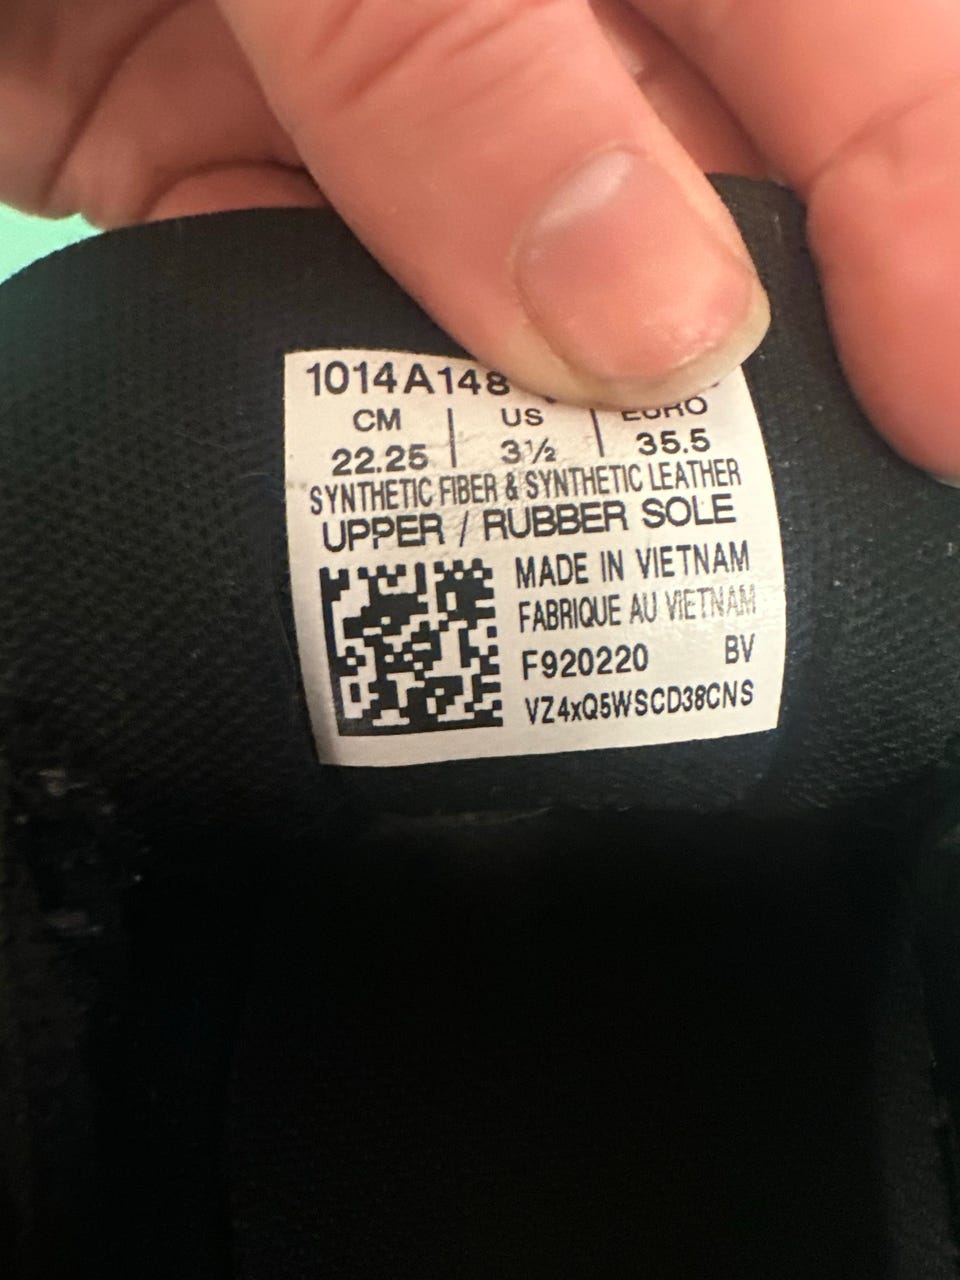 1014A148
CM | US | EURO
22.25 | 3½ | 35.5
SYNTHETIC FIBER & SYNTHETIC LEATHER
UPPER / RUBBER SOLE
MADE IN VIETNAM
FABRIQUE AU VIETNAM
F920220 BV
VZ4xQ5WSCD38CNS